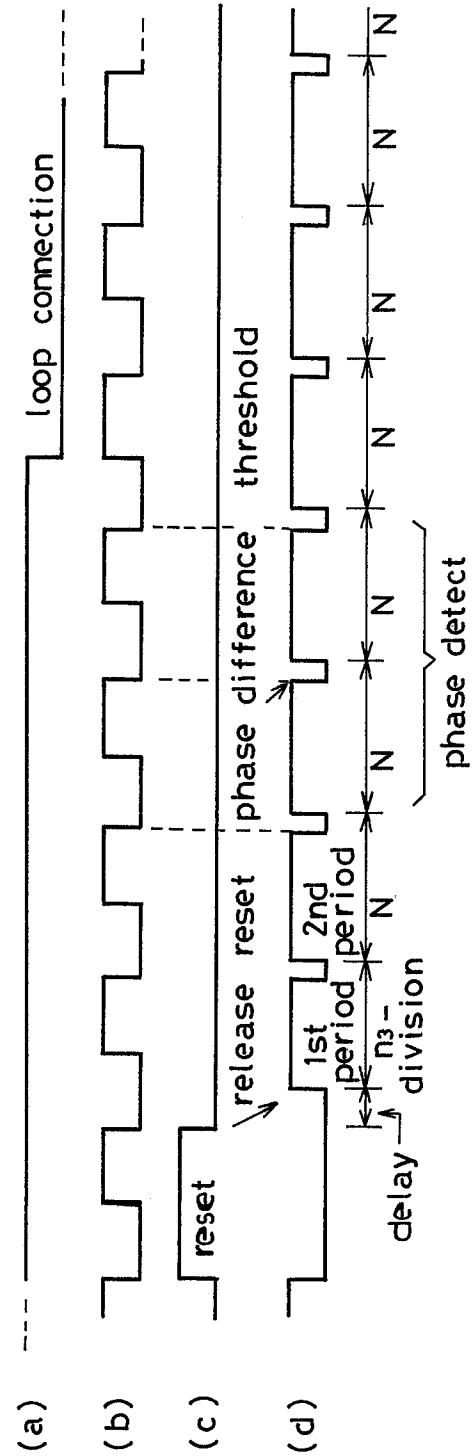 (a)
loop connection
(b)
(c)
reset
release reset
phase difference
threshold
(d)
1st
period
2nd
period
delay
n3-
division
N
N
N
N
N
N
N
N
phase detect